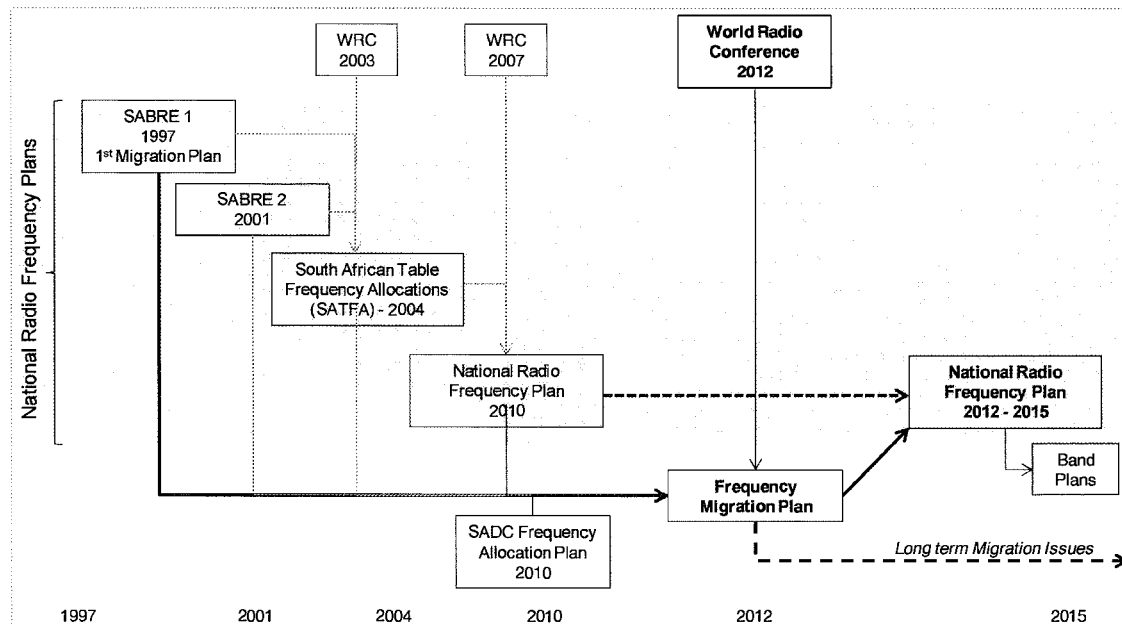 WRC
2003
WRC
2007
World Radio
Conference
2012
National Radio Frequency Plans
SABRE 1
1997
1st Migration Plan
SABRE 2
2001
South African Table
Frequency Allocations
(SATFA) - 2004
National Radio
Frequency Plan
2010
National Radio
Frequency Plan
2012 - 2015
Band
Plans
Frequency
Migration Plan
SADC Frequency
Allocation Plan
2010
Long term Migration Issues
1997
2001
2004
2010
2012
2015